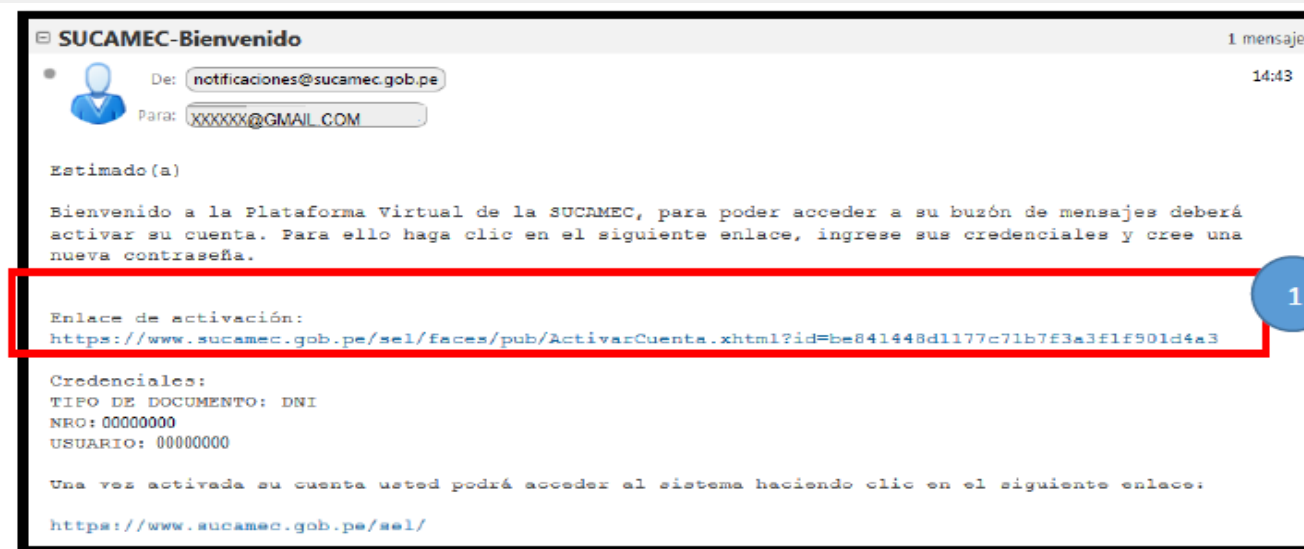 SUCAMEC-Bienvenido
1 mensaje
De: notificaciones@sucamec.gob.pe
14:43
Para: XXXXXX@GMAIL.COM
Estimado(a)
Bienvenido a la Plataforma Virtual de la SUCAMEC, para poder acceder a su buzón de mensajes deberá
activar su cuenta. Para ello haga clic en el siguiente enlace, ingrese sus credenciales y cree una
nueva contraseña.
1
Enlace de activación:
https://www.sucamec.gob.pe/sel/faces/pub/ActivarCuenta.xhtml?id=be841448d1177c71b7f3a3f1f901d4a3
Credenciales:
TIPO DE DOCUMENTO: DNI
NRO: 00000000
USUARIO: 00000000
Una vez activada su cuenta usted podrá acceder al sistema haciendo clic en el siguiente enlace:
https://www.sucamec.gob.pe/sel/